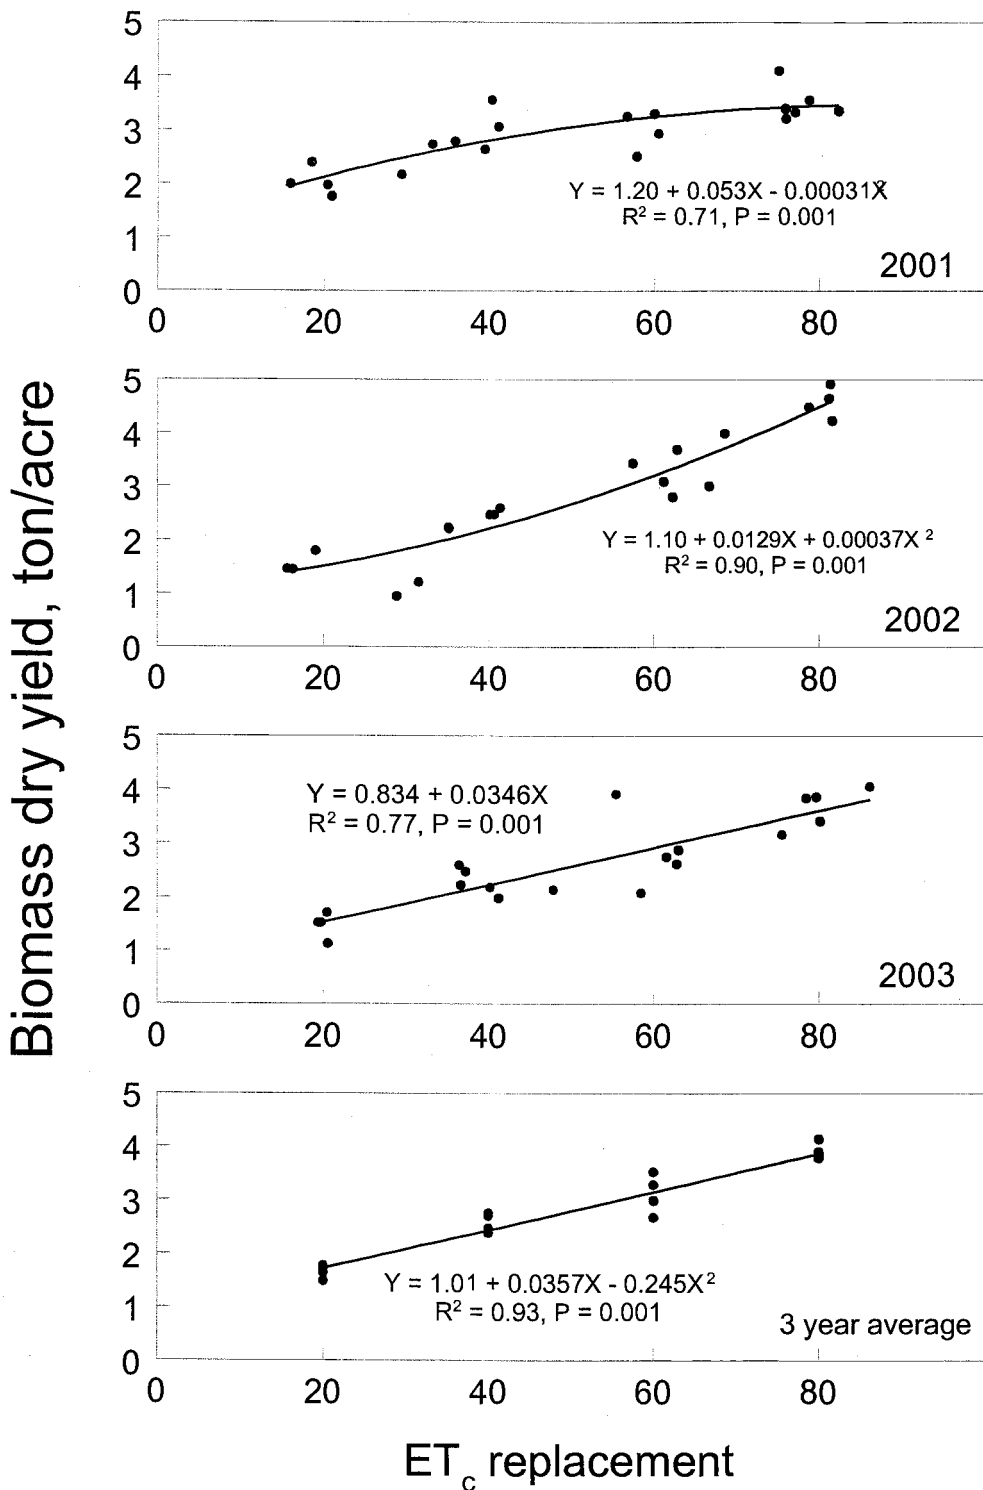 Biomass dry yield, ton/acre
5
4
3
2
1
0
Y = 1.20 + 0.053X - 0.00031X²
R² = 0.71, P = 0.001
2001
0 20 40 60 80
5
4
3
2
1
0
Y = 1.10 + 0.0129X + 0.00037X²
R² = 0.90, P = 0.001
2002
0 20 40 60 80
5
4
3
2
1
0
Y = 0.834 + 0.0346X
R² = 0.77, P = 0.001
2003
0 20 40 60 80
5
4
3
2
1
0
Y = 1.01 + 0.0357X - 0.245X²
R² = 0.93, P = 0.001
3 year average
0 20 40 60 80
ETc replacement